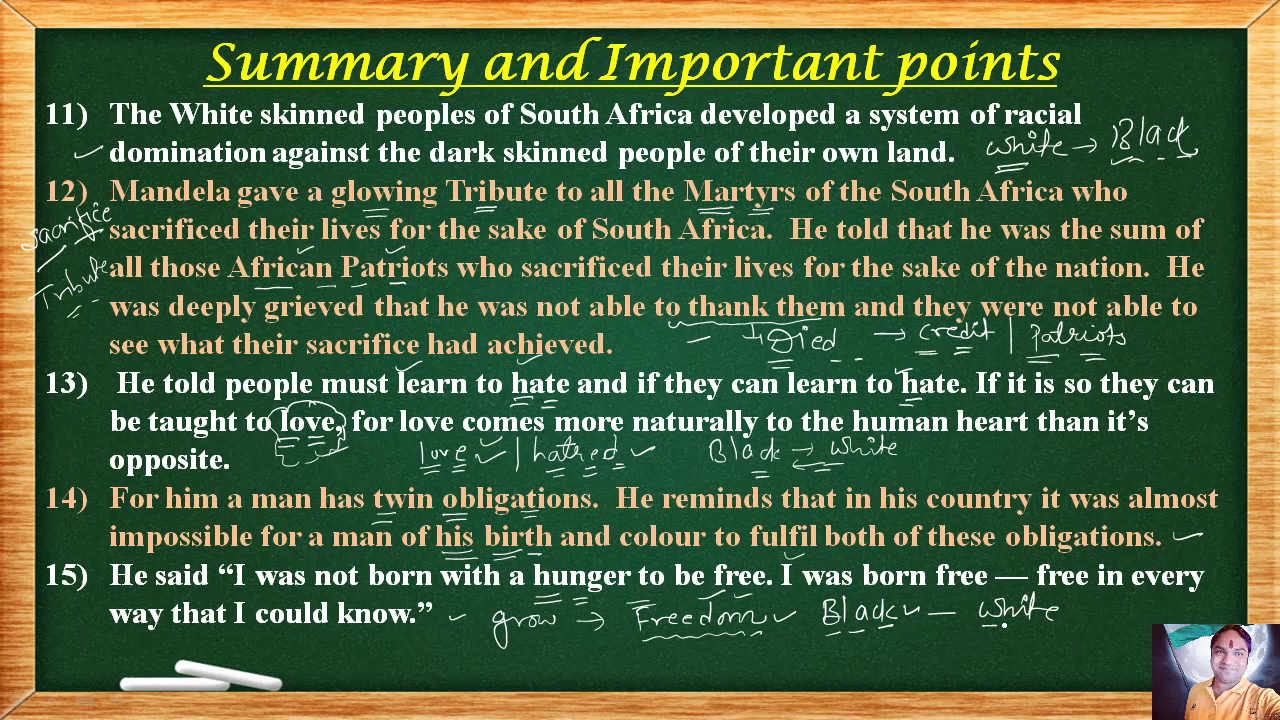 Summary and Important points
11) The White skinned peoples of South Africa developed a system of racial
domination against the dark skinned people of their own land.
white → Black
12) Mandela gave a glowing Tribute to all the Martyrs of the South Africa who
sacrifice
sacrificed their lives for the sake of South Africa. He told that he was the sum of
Tribute
all those African Patriots who sacrificed their lives for the sake of the nation. He
was deeply grieved that he was not able to thank them and they were not able to
see what their sacrifice had achieved.
Died → credit | Patriots
13) He told people must learn to hate and if they can learn to hate. If it is so they can
be taught to love, for love comes more naturally to the human heart than it's
opposite.
love | hatred Black → white
14) For him a man has twin obligations. He reminds that in his country it was almost
impossible for a man of his birth and colour to fulfil both of these obligations.
15) He said “I was not born with a hunger to be free. I was born free — free in every
way that I could know.”
grow → Freedom Black — white